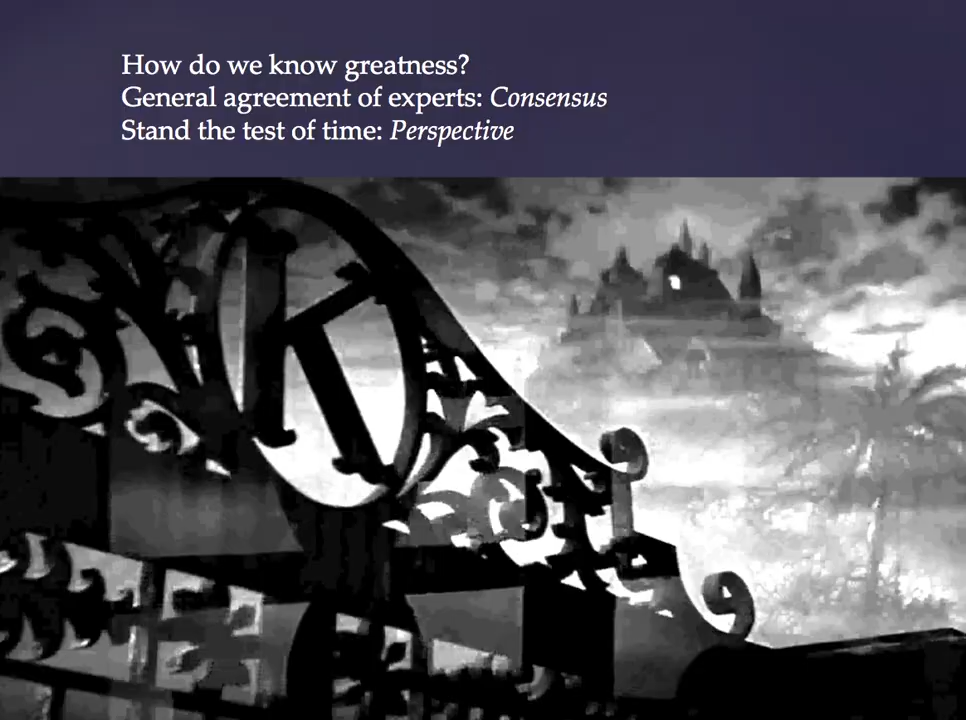 How do we know greatness?
General agreement of experts: Consensus
Stand the test of time: Perspective
K